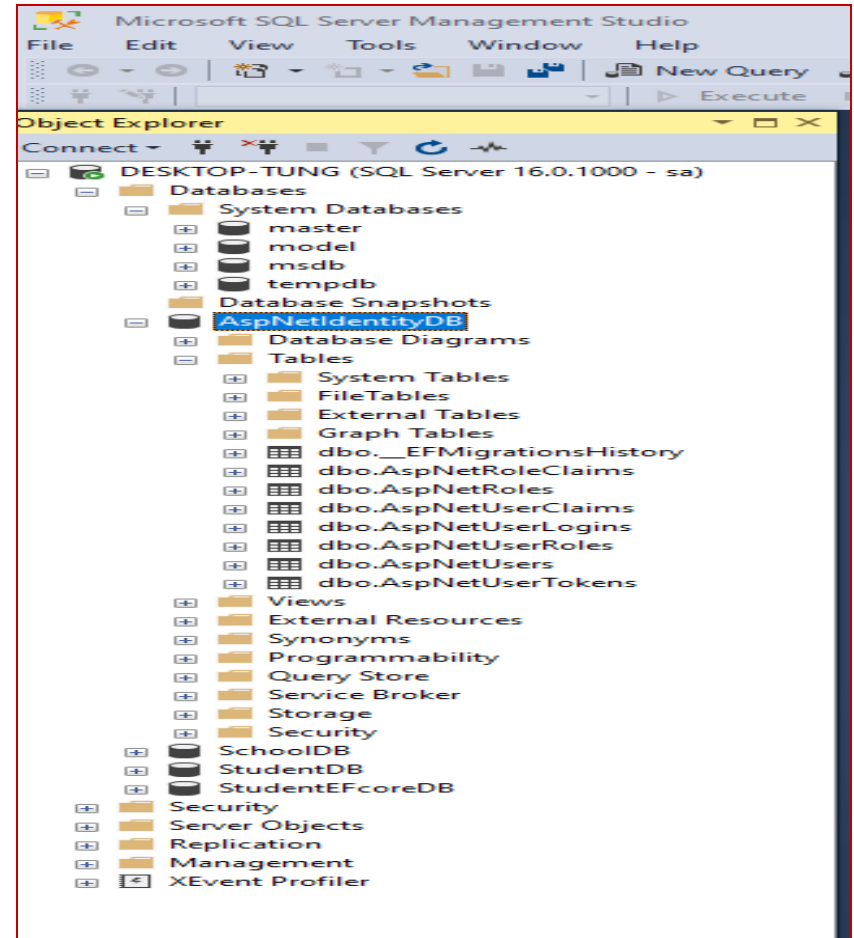 Microsoft SQL Server Management Studio
File Edit View Tools Window Help
New Query
Execute
Object Explorer
Connect
DESKTOP-TUNG (SQL Server 16.0.1000 - sa)
Databases
System Databases
master
model
msdb
tempdb
Database Snapshots
AspNetIdentityDB
Database Diagrams
Tables
System Tables
FileTables
External Tables
Graph Tables
dbo.__EFMigrationsHistory
dbo.AspNetRoleClaims
dbo.AspNetRoles
dbo.AspNetUserClaims
dbo.AspNetUserLogins
dbo.AspNetUserRoles
dbo.AspNetUsers
dbo.AspNetUserTokens
Views
External Resources
Synonyms
Programmability
Query Store
Service Broker
Storage
Security
SchoolDB
StudentDB
StudentEFcoreDB
Security
Server Objects
Replication
Management
XEvent Profiler